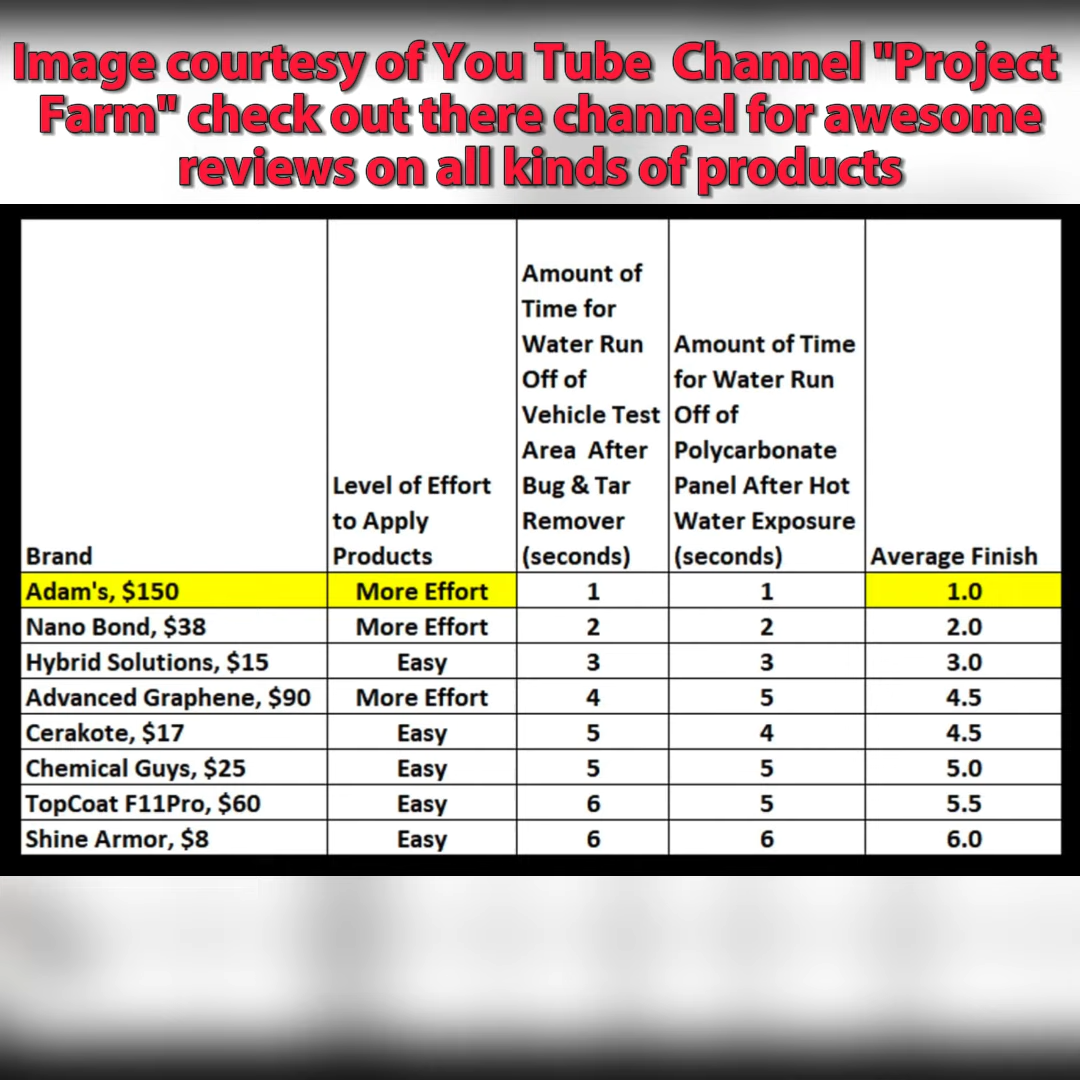 Image courtesy of You Tube Channel "Project
Farm" check out there channel for awesome
reviews on all kinds of products
Brand
Level of Effort
to Apply
Products
Amount of
Time for
Water Run
Off of
Vehicle Test
Area After
Bug & Tar
Remover
(seconds)
Amount of Time
for Water Run
Off of
Polycarbonate
Panel After Hot
Water Exposure
(seconds)
Average Finish
Adam's, $150 More Effort 1 1 1.0
Nano Bond, $38 More Effort 2 2 2.0
Hybrid Solutions, $15 Easy 3 3 3.0
Advanced Graphene, $90 More Effort 4 5 4.5
Cerakote, $17 Easy 5 4 4.5
Chemical Guys, $25 Easy 5 5 5.0
TopCoat F11Pro, $60 Easy 6 5 5.5
Shine Armor, $8 Easy 6 6 6.0